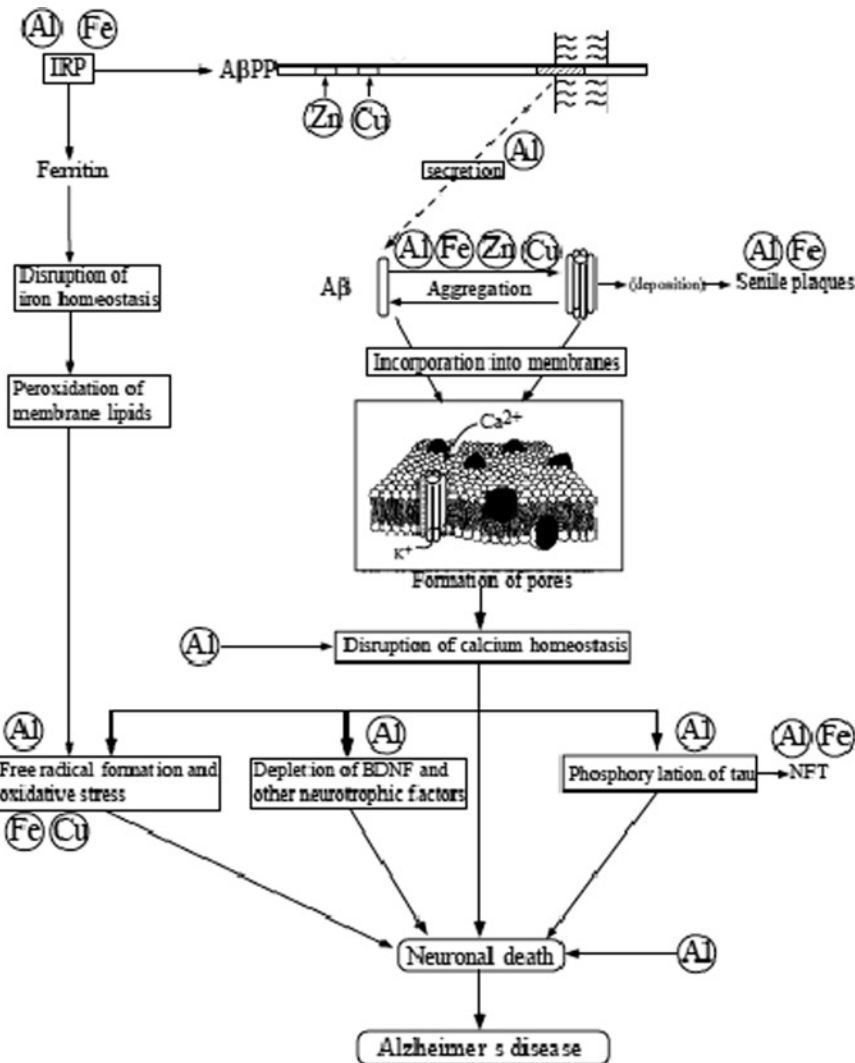 Al Fe
IRP
AβPP
Zn Cu
Al
secretion
Ferritin
Al Fe Zn Cu
Al Fe
Aβ
Aggregation
(deposition)
Senille plaques
Disruption of
iron homeostasis
Incorporation into membranes
Peroxidation of
membrane lipids
Ca2+
K+
Formation of pores
Al
Disruption of calcium homeostasis
Al
Al
Al
Al Fe
Free radical formation and
oxidative stress
Depletion of BDNF and
other neurotrophic factors
Phosphory lation of tau
NFT
Fe Cu
Neuronal death
Al
Alzheimer s disease